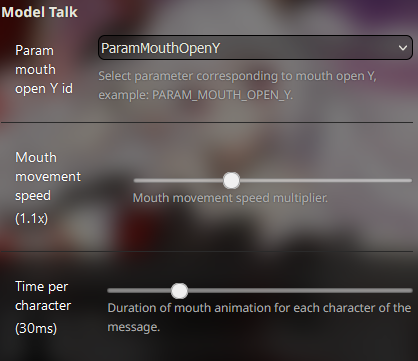 Model Talk
Param
mouth
open Y id
ParamMouthOpenY
Select parameter corresponding to mouth open Y,
example: PARAM_MOUTH_OPEN_Y.
Mouth
movement
speed
(1.1x)
Mouth movement speed multiplier.
Time per
character
(30ms)
Duration of mouth animation for each character of the
message.